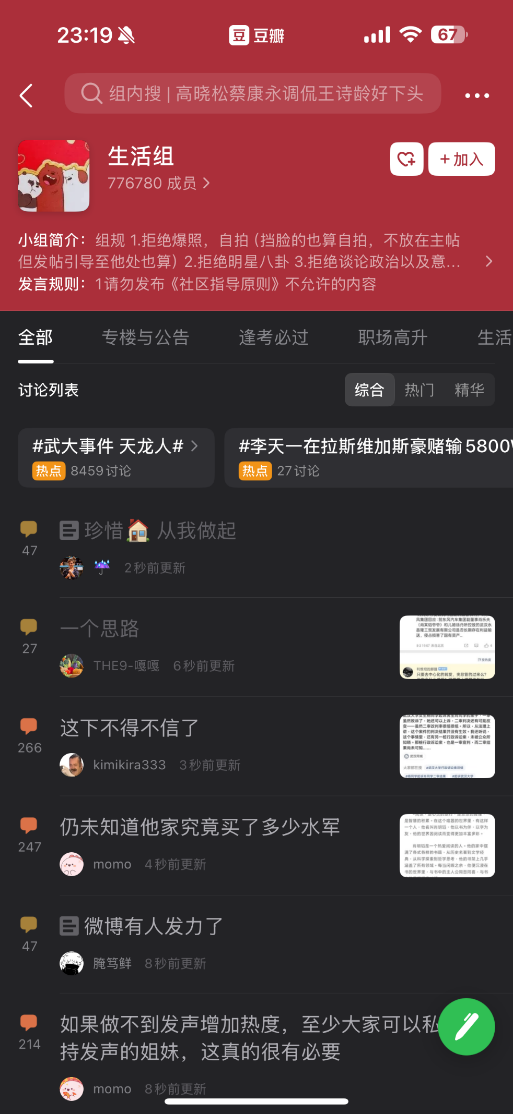 23:19
豆 豆瓣
67
组内搜 | 高晓松蔡康永调侃王诗龄好下头
生活组
776780 成员
+加入
小组简介：组规 1.拒绝爆照，自拍 (挡脸的也算自拍，不放在主帖
但发帖引导至他处也算) 2.拒绝明星八卦 3.拒绝谈论政治以及意...
发言规则：1请勿发布《社区指导原则》不允许的内容
全部 专楼与公告 逢考必过 职场高升 生活
讨论列表
综合 热门 精华
#武大事件 天龙人#
热点 8459讨论
#李天一在拉斯维加斯豪赌输5800
热点 27讨论
珍惜🏠从我做起
47
☔ 2秒前更新
一个思路
27
THE9-嘎嘎 6秒前更新
这下不得不信了
266
kimikira333 3秒前更新
仍未知道他家究竟买了多少水军
247
momo 4秒前更新
微博有人发力了
47
腌笃鲜 8秒前更新
如果做不到发声增加热度，至少大家可以私
214
持发声的姐妹，这真的很有必要
momo 8秒前更新